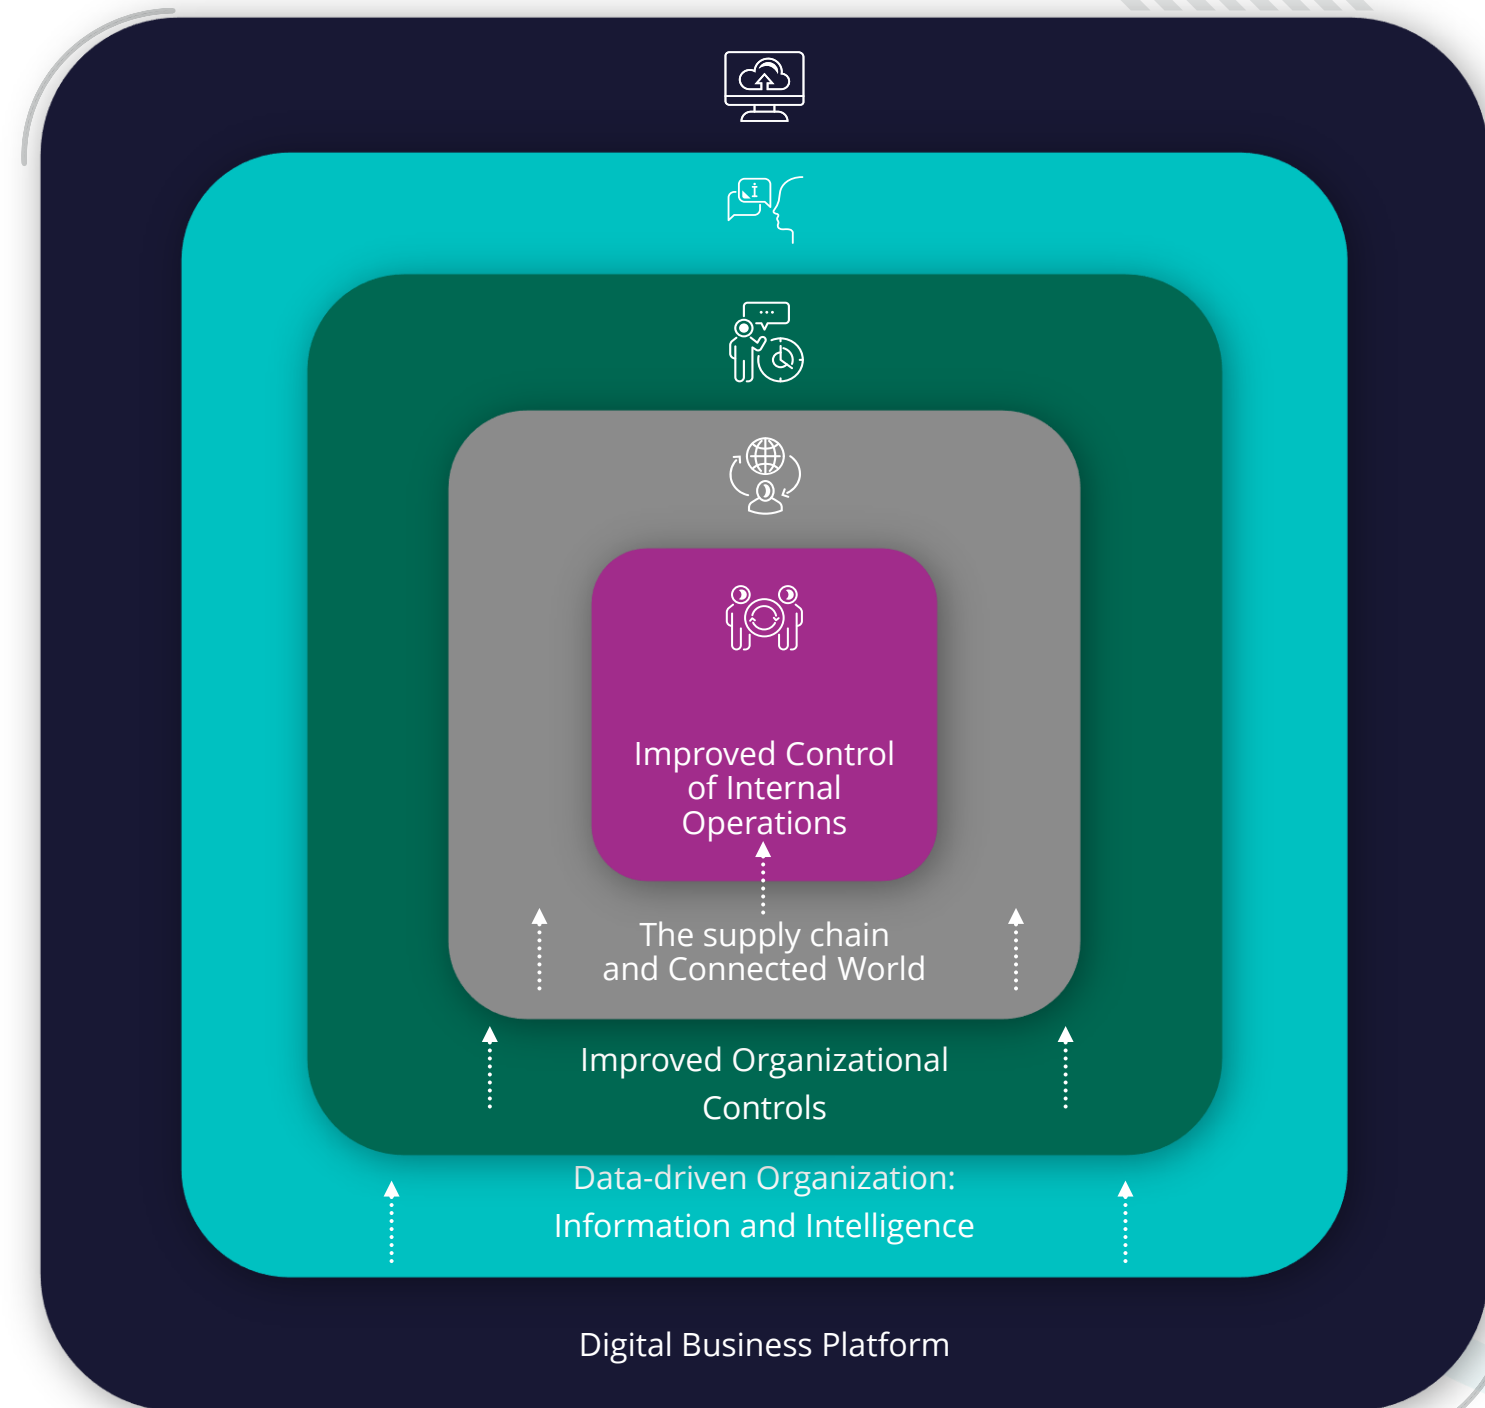 Improved Control
of Internal
Operations
The supply chain
and Connected World
Improved Organizational
Controls
Data-driven Organization:
Information and Intelligence
Digital Business Platform